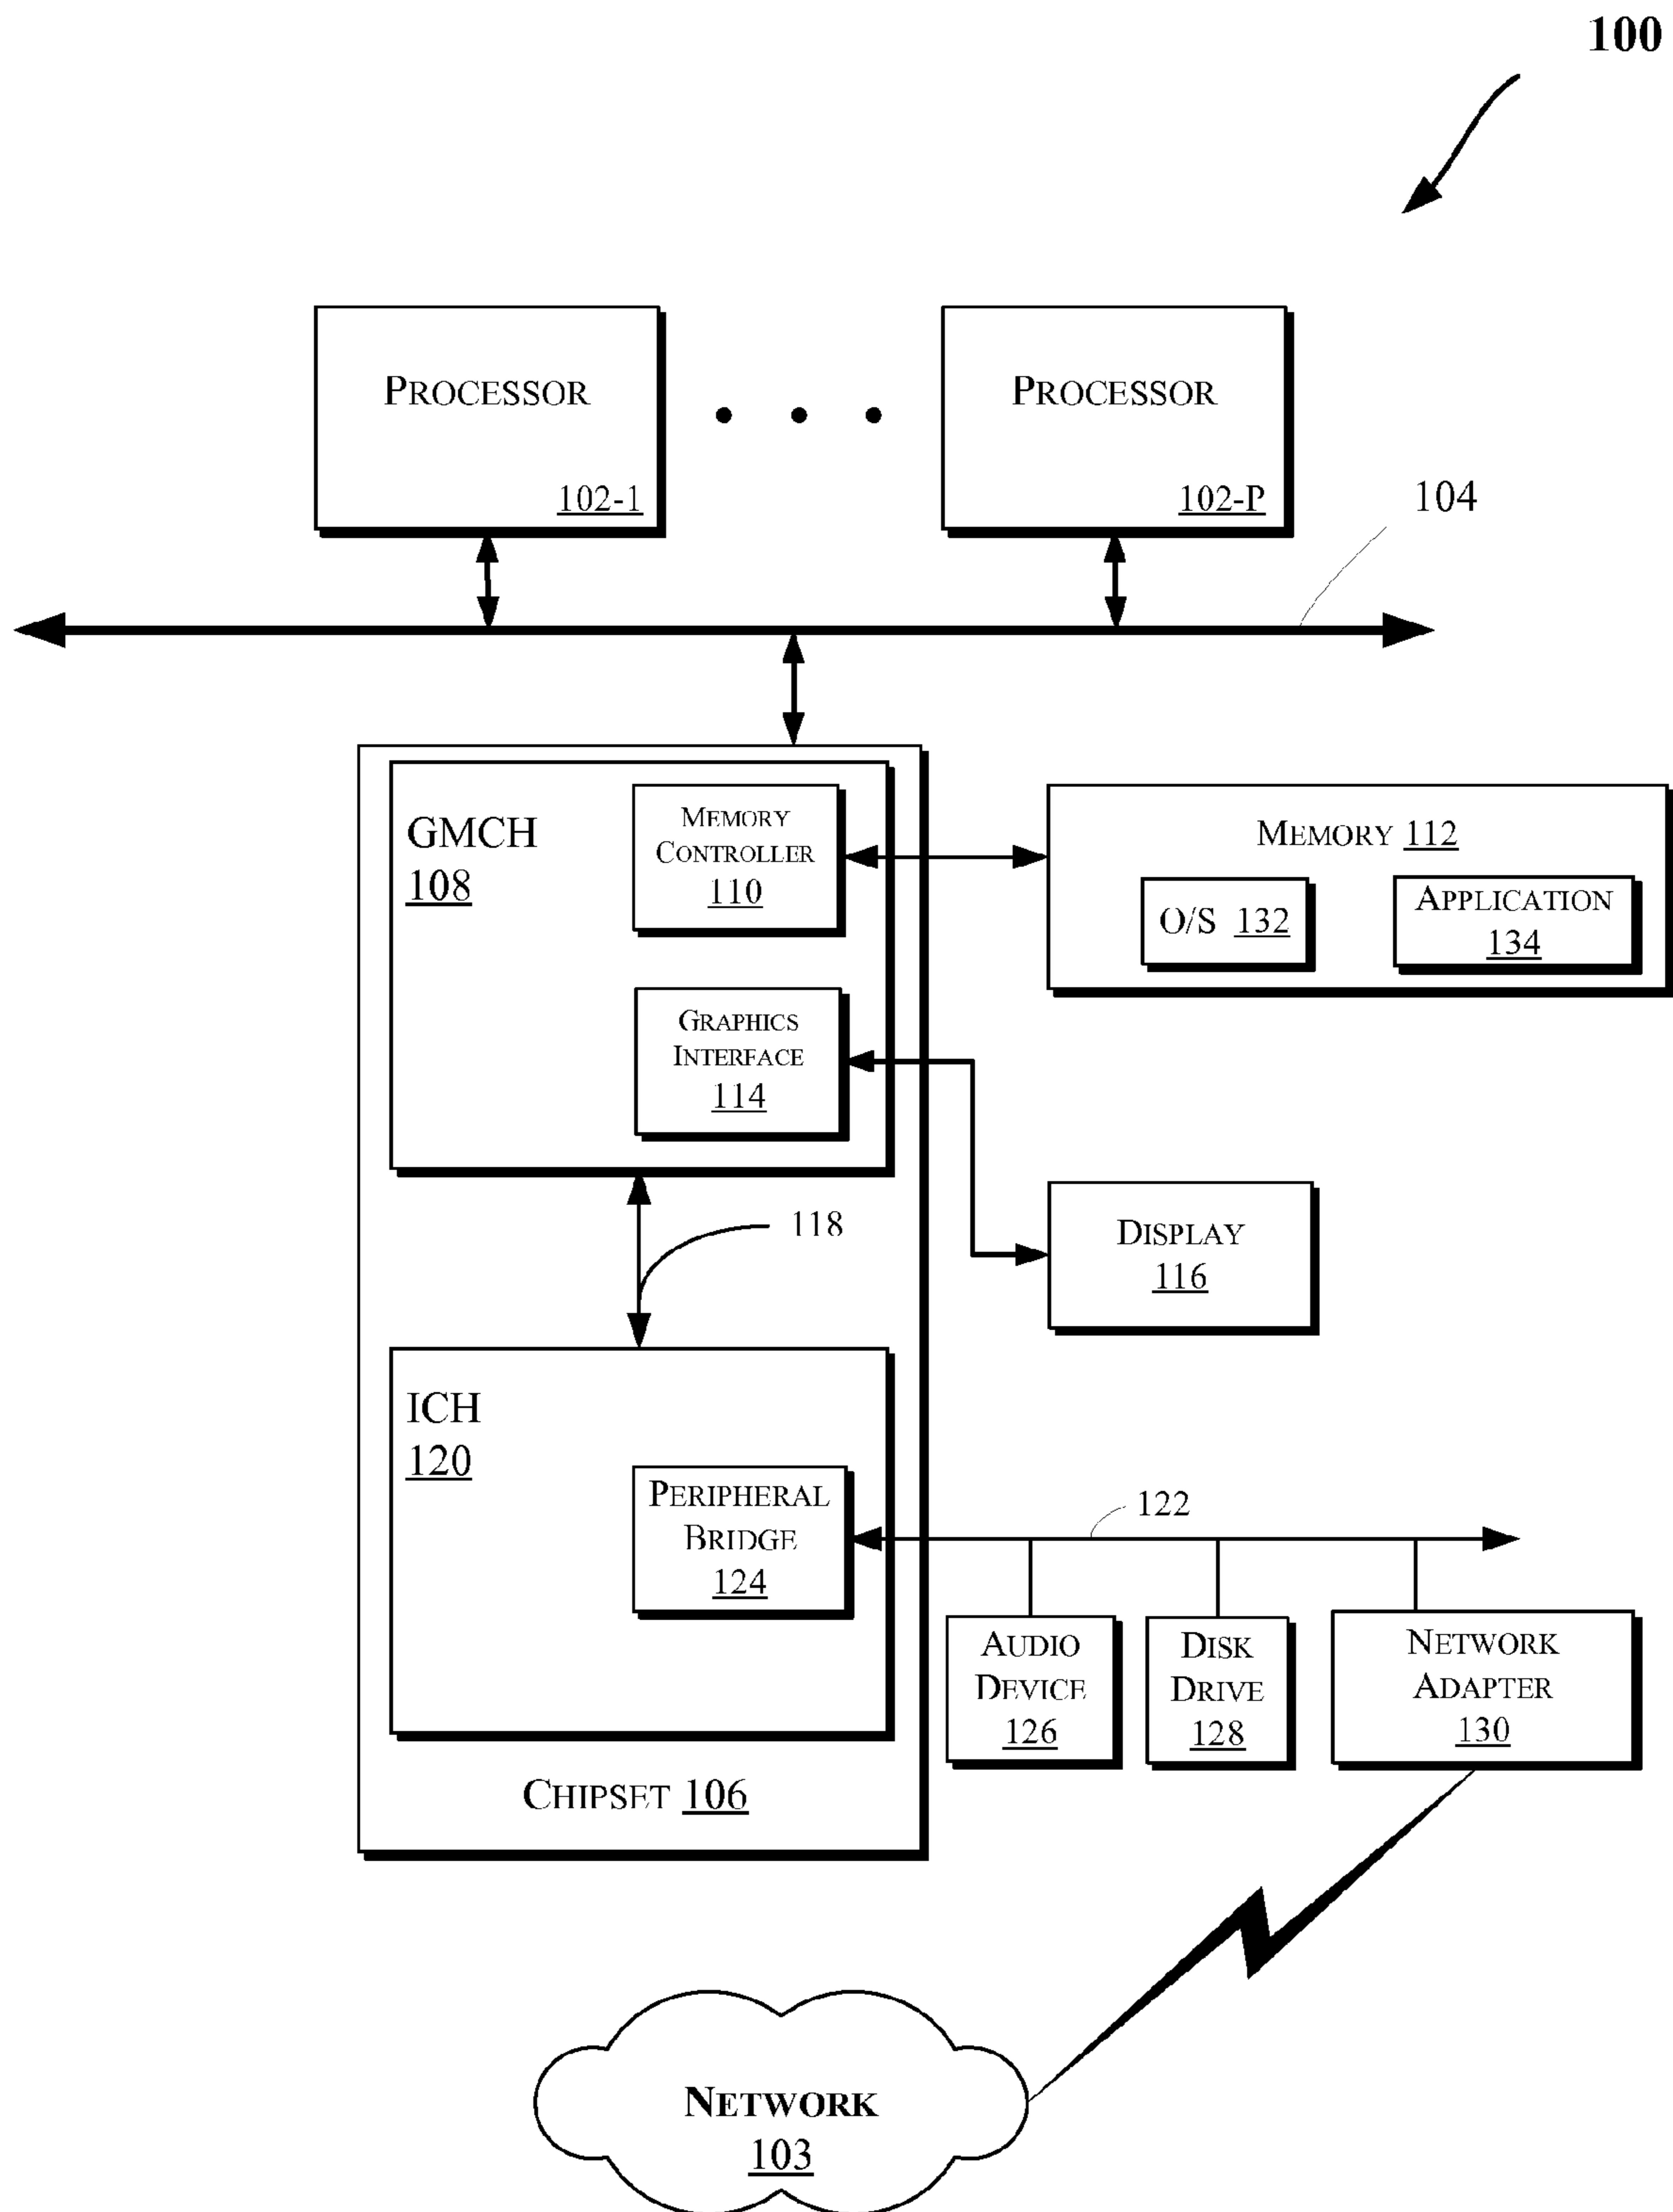 100
PROCESSOR
102-1
PROCESSOR
102-P
104
GMCH
108
MEMORY
CONTROLLER
110
MEMORY 112
O/S 132
APPLICATION
134
GRAPHICS
INTERFACE
114
118
DISPLAY
116
ICH
120
PERIPHERAL
BRIDGE
124
122
AUDIO
DEVICE
126
DISK
DRIVE
128
NETWORK
ADAPTER
130
CHIPSET 106
NETWORK
103